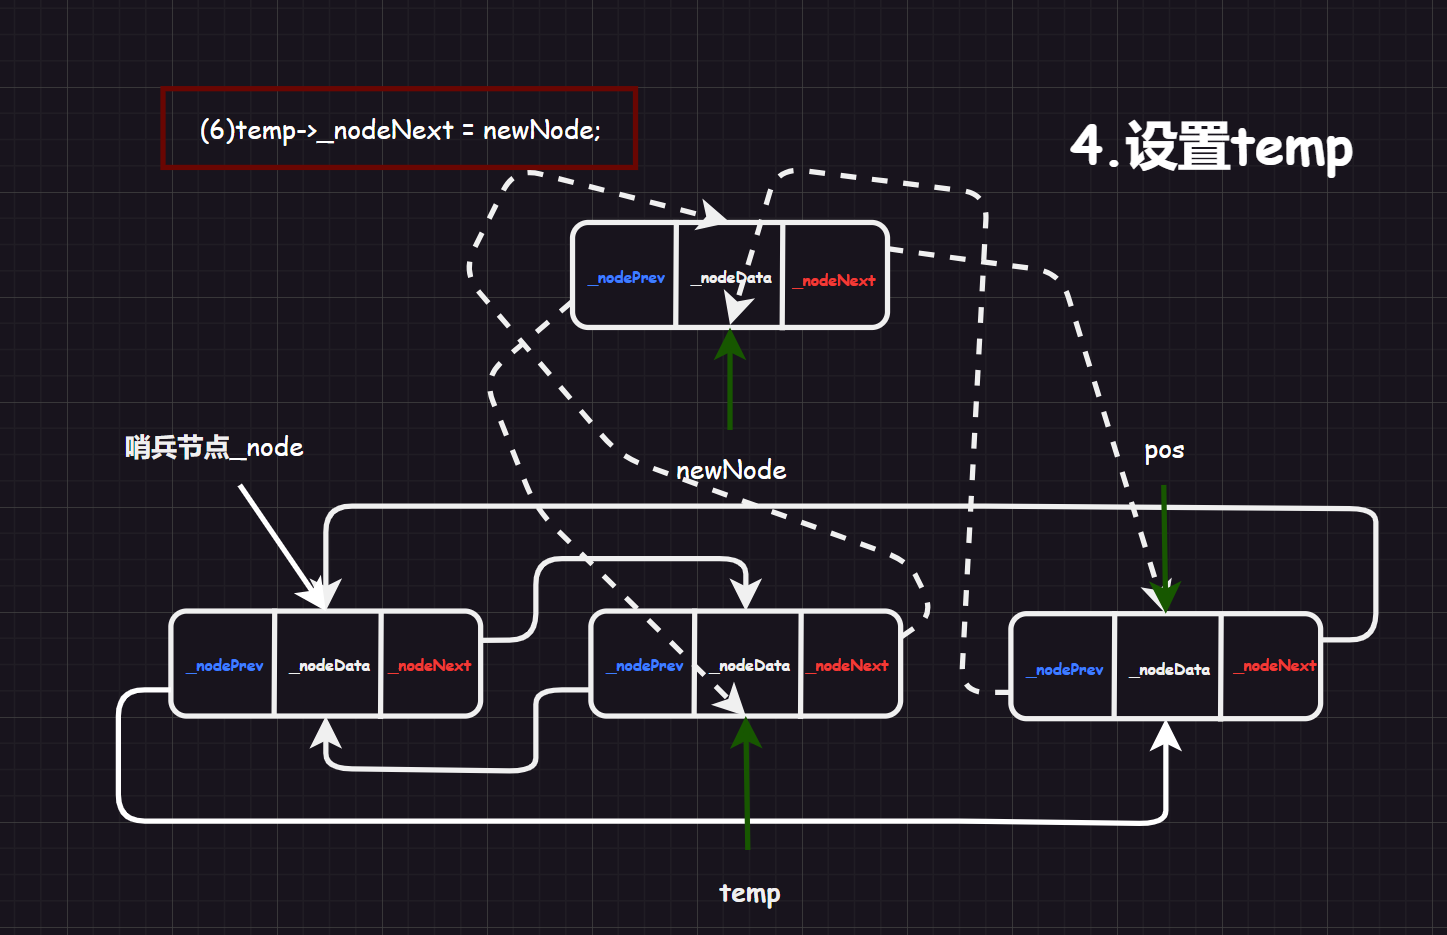 (6)temp->_nodeNext = newNode;
4.设置temp
_nodePrev
_nodeData
_nodeNext
哨兵节点_node
newNode
pos
_nodePrev
_nodeData
_nodeNext
_nodePrev
_nodeData
_nodeNext
_nodePrev
_nodeData
_nodeNext
temp